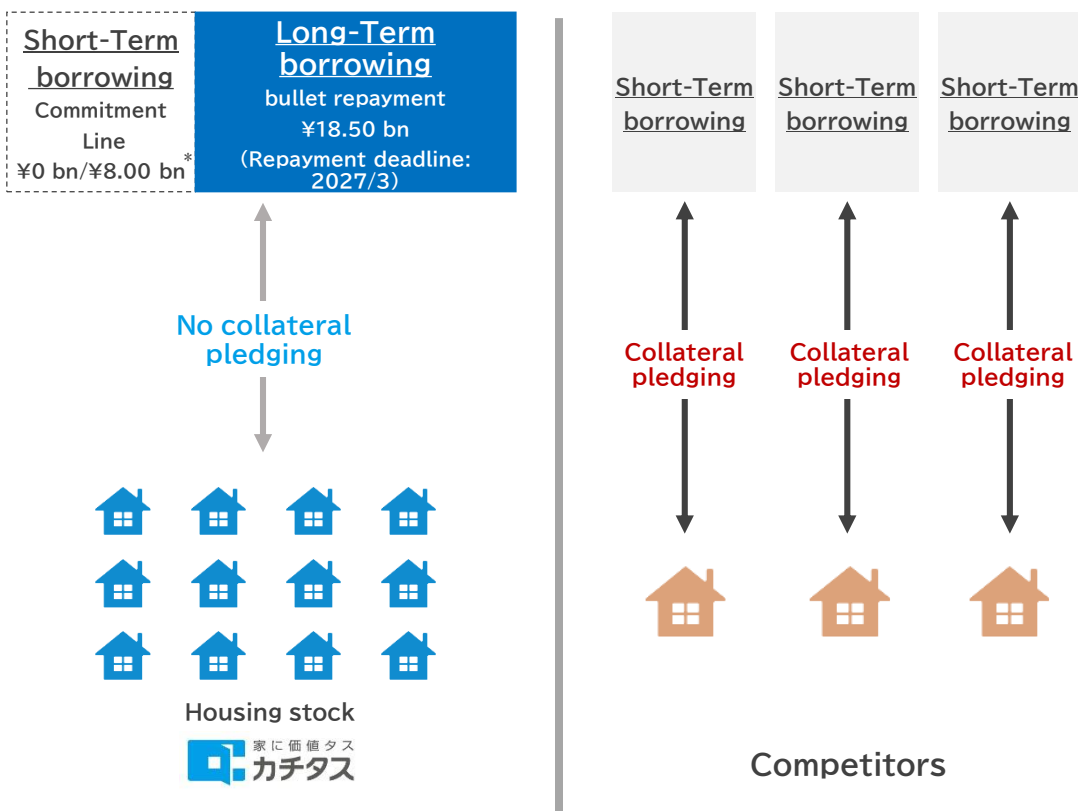 Short-Term
borrowing
Commitment
Line
¥0 bn/¥8.00 bn*
Long-Term
borrowing
bullet repayment
¥18.50 bn
(Repayment deadline:
2027/3)
No collateral
pledging
Housing stock
家に価値タス
カチタス
Short-Term
borrowing
Short-Term
borrowing
Short-Term
borrowing
Collateral
pledging
Collateral
pledging
Collateral
pledging
Competitors